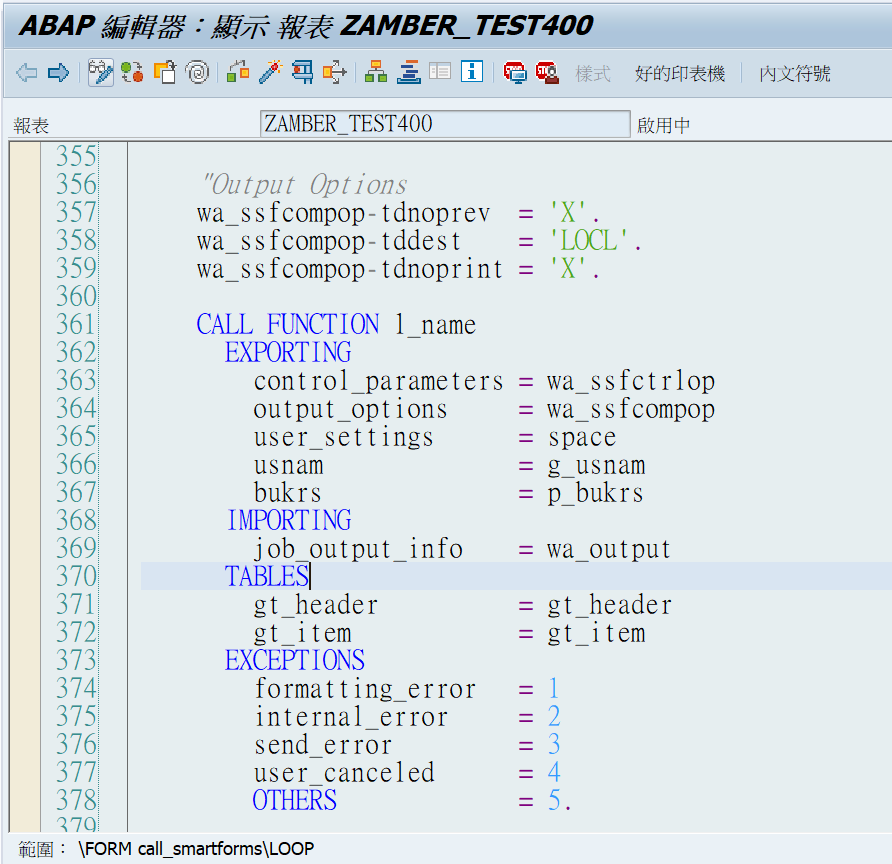 ABAP 編輯器：顯示 報表 ZAMBER_TEST400
樣式 好的印表機 內文符號
報表 ZAMBER_TEST400 啟用中
355
356 "Output Options
357 wa_ssfcompop-tdnoprev = 'X'.
358 wa_ssfcompop-tddest = 'LOCL'.
359 wa_ssfcompop-tdnoprint = 'X'.
360
361 CALL FUNCTION l_name
362 EXPORTING
363 control_parameters = wa_ssfctrlop
364 output_options = wa_ssfcompop
365 user_settings = space
366 usnam = g_usnam
367 bukrs = p_bukrs
368 IMPORTING
369 job_output_info = wa_output
370 TABLES
371 gt_header = gt_header
372 gt_item = gt_item
373 EXCEPTIONS
374 formatting_error = 1
375 internal_error = 2
376 send_error = 3
377 user_canceled = 4
378 OTHERS = 5.
379
範圍： \FORM call_smartforms\LOOP